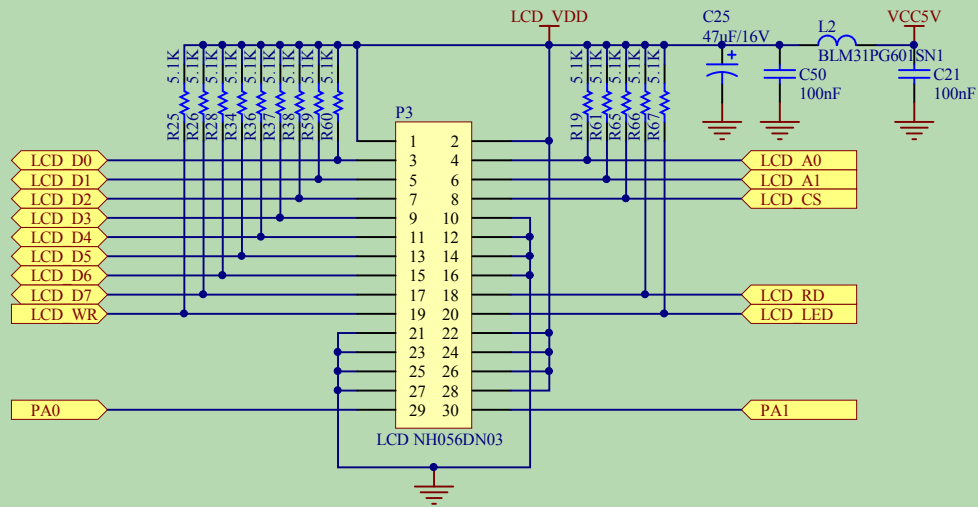 LCD_VDD
C25
47uF/16V
L2
BLM31PG601SN1
VCC5V
C50
100nF
C21
100nF
5.1K
5.1K
5.1K
5.1K
5.1K
5.1K
5.1K
5.1K
5.1K
R25
R26
R28
R34
R36
R37
R38
R59
R60
5.1K
5.1K
5.1K
5.1K
5.1K
R19
R61
R65
R66
R67
P3
1 2
LCD_D0 3 4 LCD_A0
LCD_D1 5 6 LCD_A1
LCD_D2 7 8 LCD_CS
LCD_D3 9 10
LCD_D4 11 12
LCD_D5 13 14
LCD_D6 15 16
LCD_D7 17 18 LCD_RD
LCD_WR 19 20 LCD_LED
21 22
23 24
25 26
27 28
PA0 29 30 PA1
LCD NH056DN03